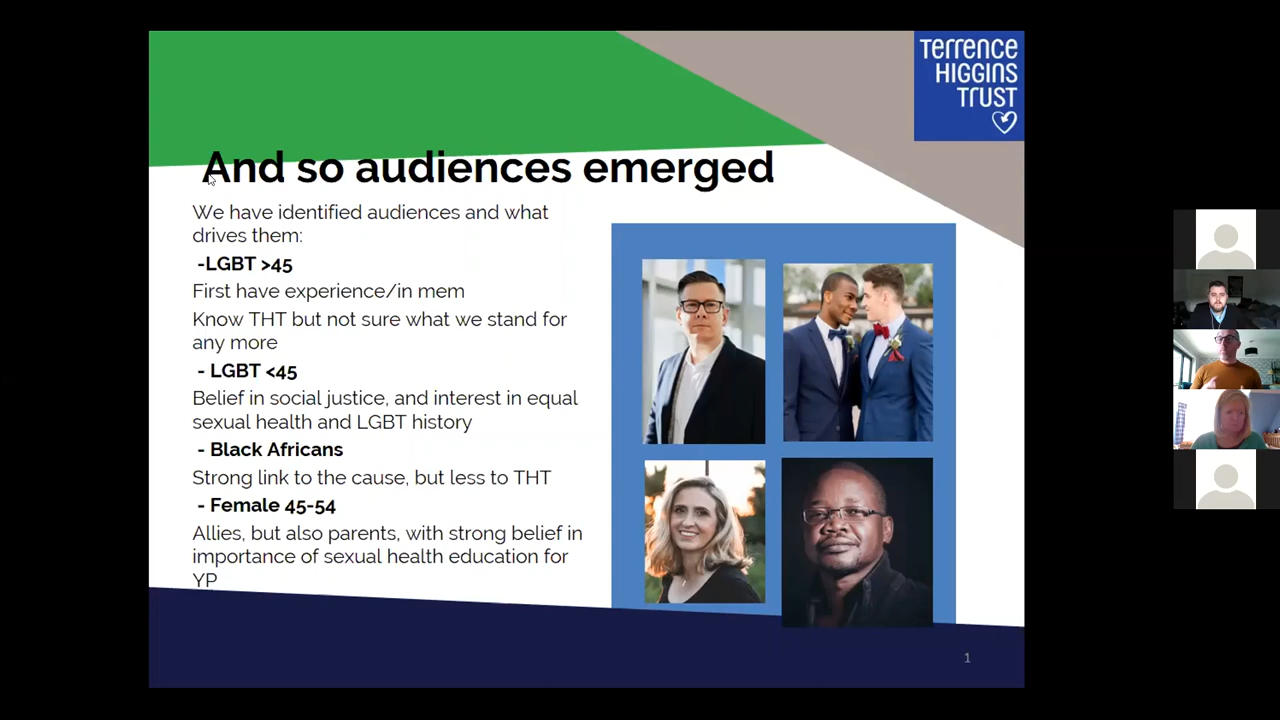 Terrence
HIGGINS
TRUST
And so audiences emerged
We have identified audiences and what
drives them:
-LGBT >45
First have experience/in mem
Know THT but not sure what we stand for
any more
- LGBT <45
Belief in social justice, and interest in equal
sexual health and LGBT history
- Black Africans
Strong link to the cause, but less to THT
- Female 45-54
Allies, but also parents, with strong belief in
importance of sexual health education for
YP
1